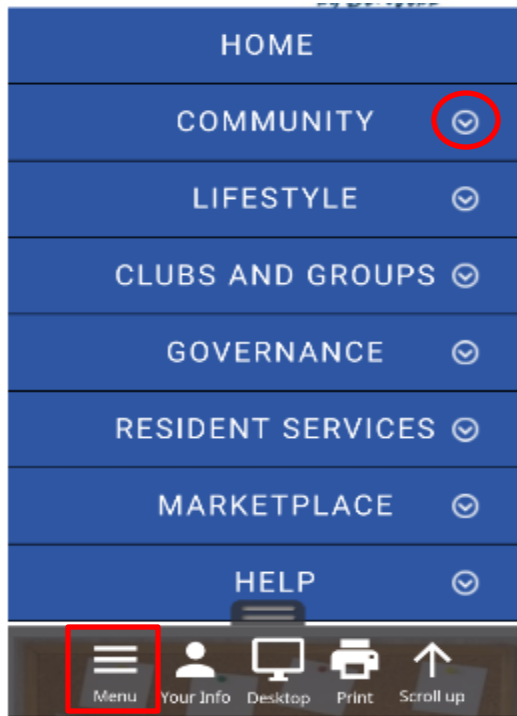 HOME
COMMUNITY
LIFESTYLE
CLUBS AND GROUPS
GOVERNANCE
RESIDENT SERVICES
MARKETPLACE
HELP
Menu Your Info Desktop Print Scroll up